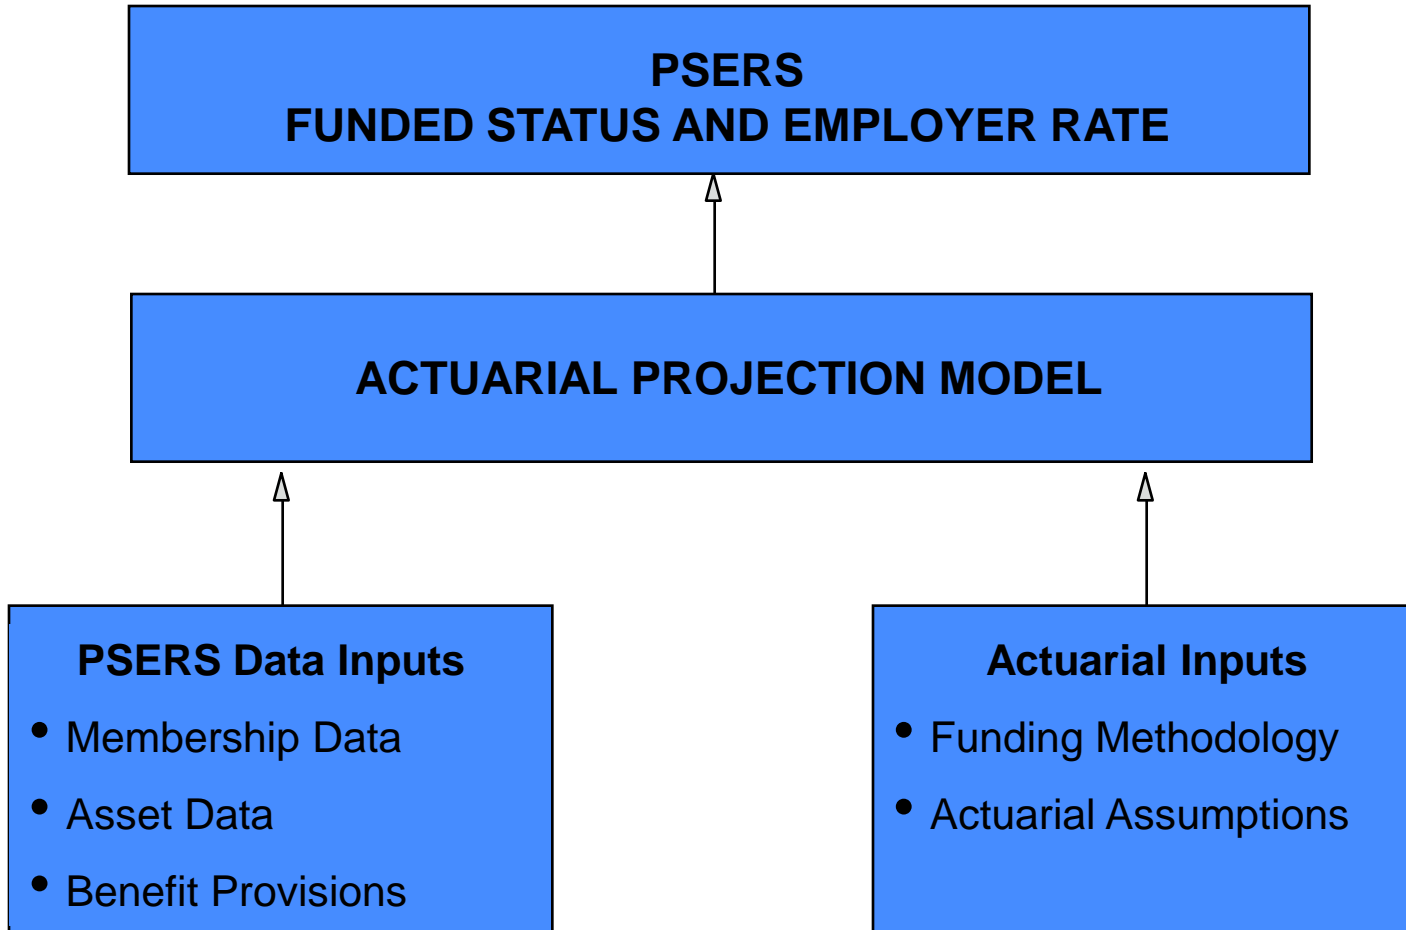 PSERS
FUNDED STATUS AND EMPLOYER RATE
ACTUARIAL PROJECTION MODEL
PSERS Data Inputs
• Membership Data
• Asset Data
• Benefit Provisions
Actuarial Inputs
• Funding Methodology
• Actuarial Assumptions